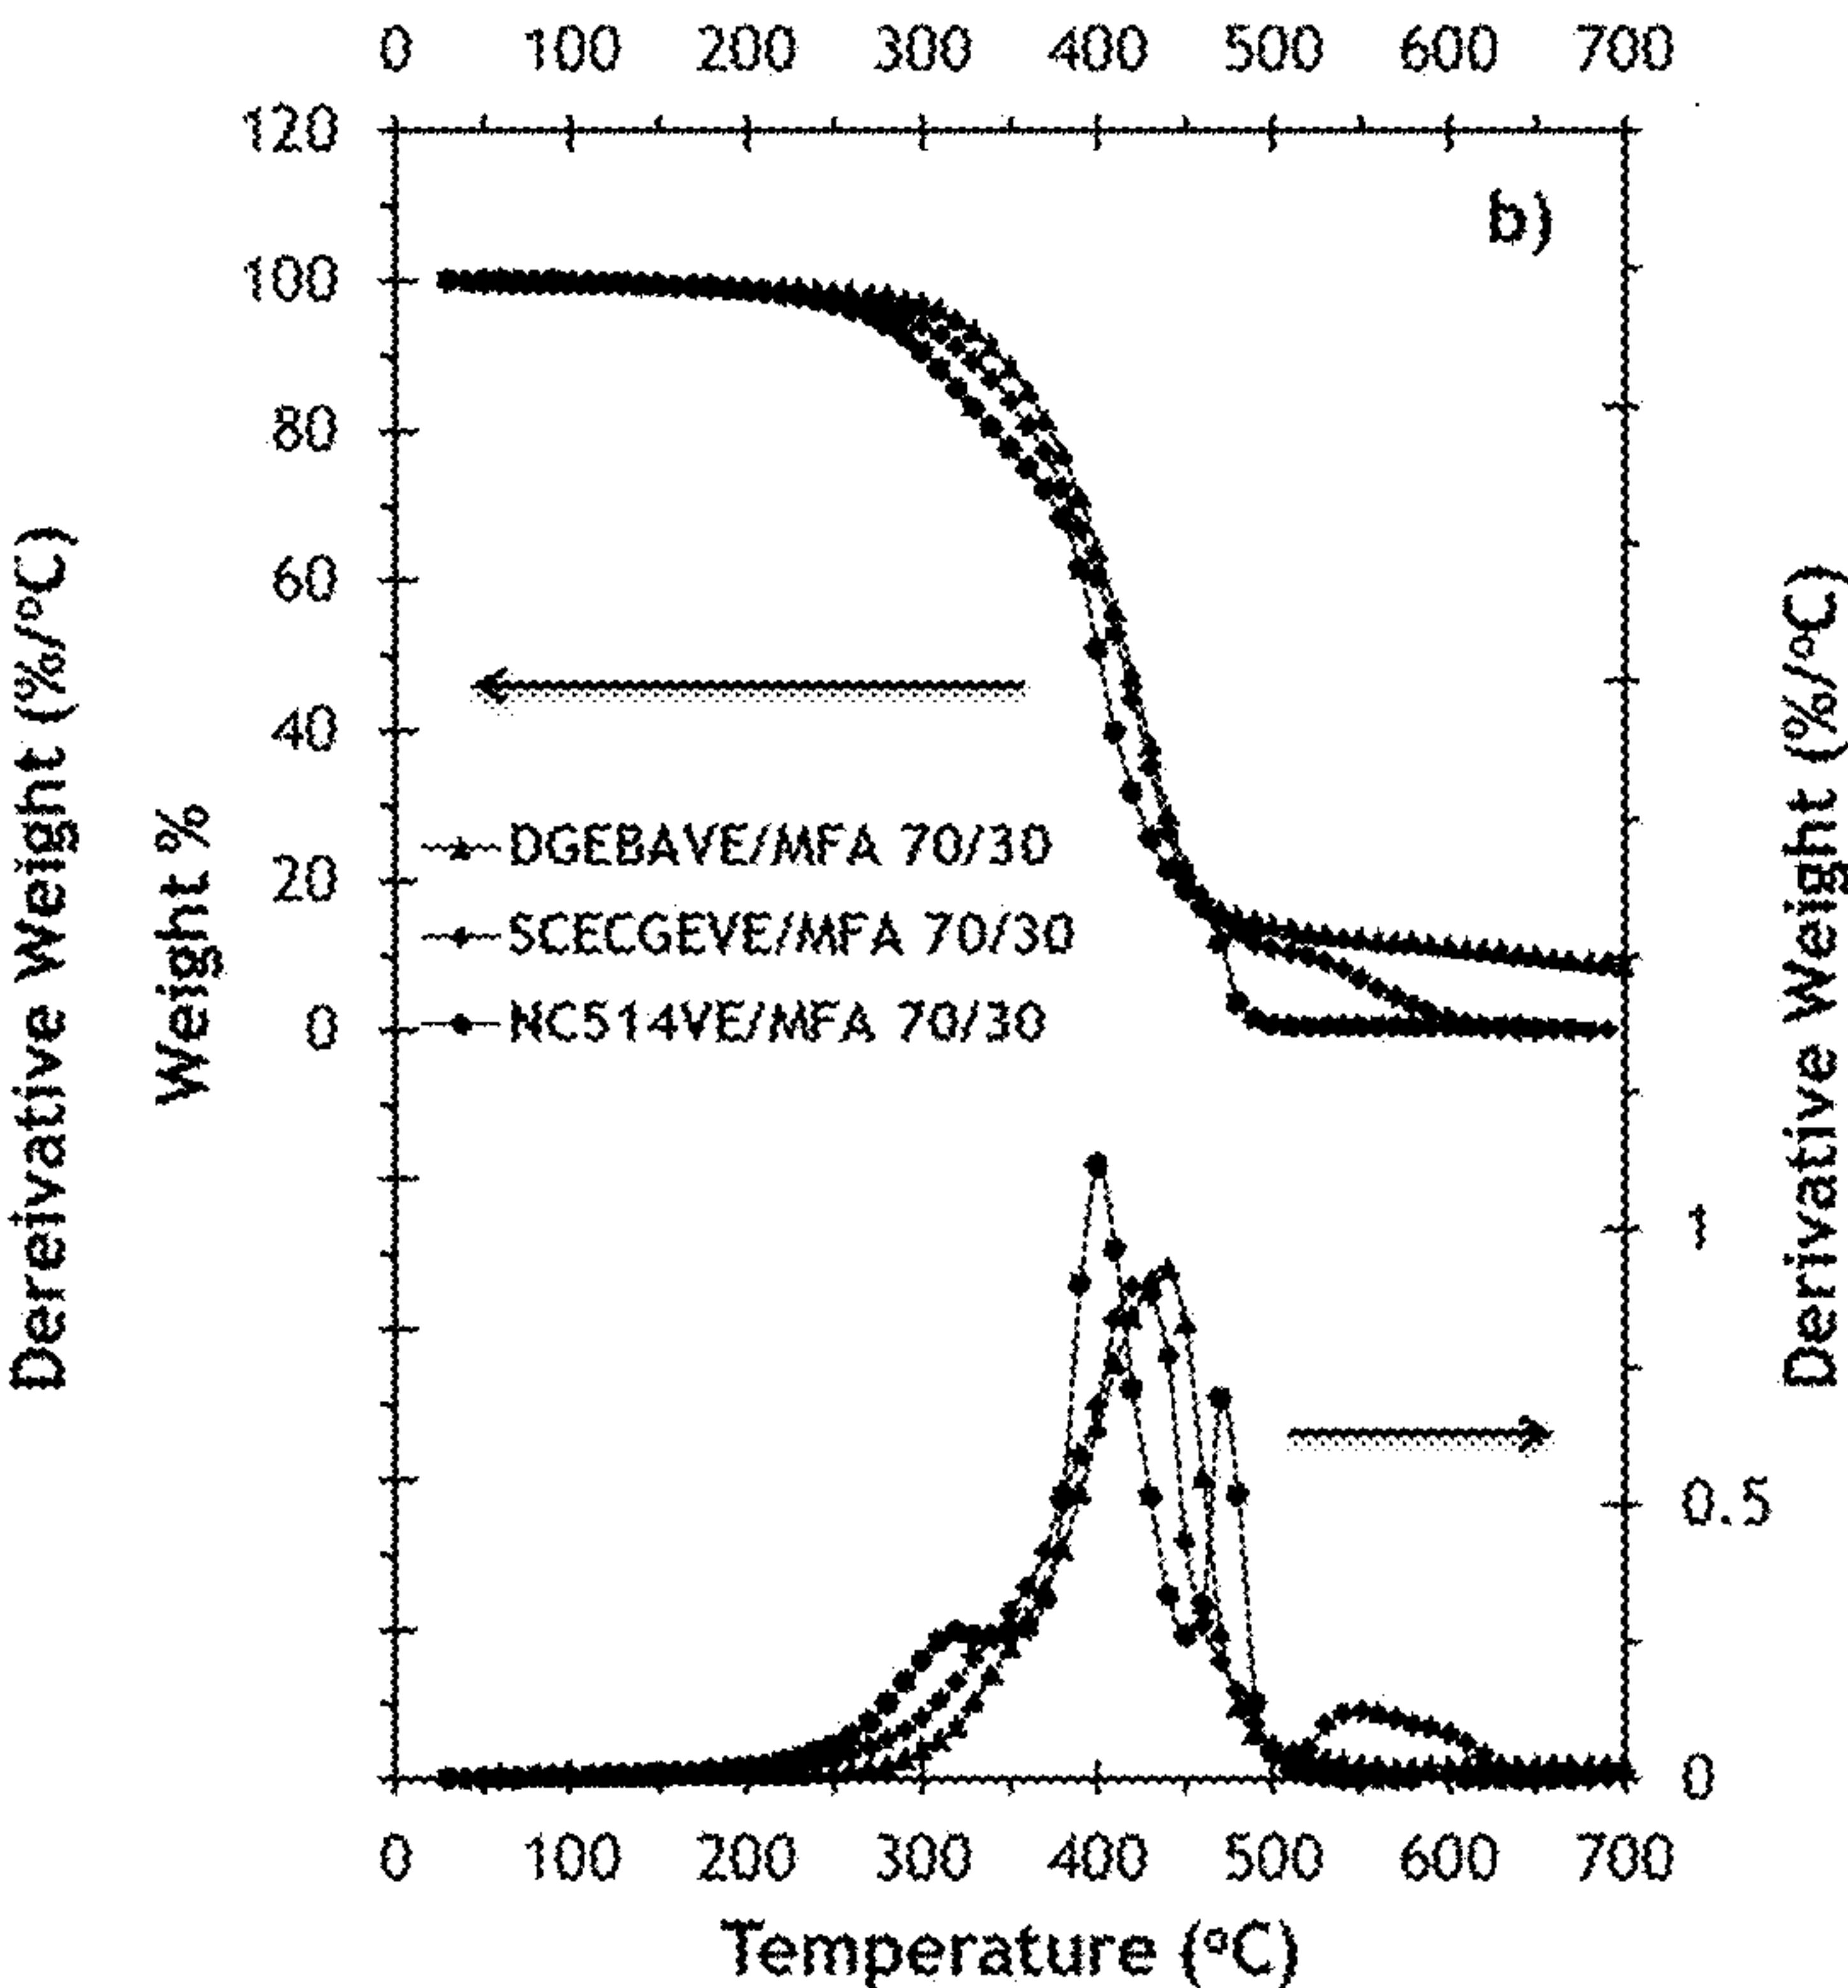 0 100 200 300 400 500 600 700
120
b)
100
80
60
40
20
0
Dereivative Weight (%/°C)
Weight %
DGEBAVE/MFA 70/30
SCECGEVE/MFA 70/30
NC514VE/MFA 70/30
Derivative Weight (%/°C)
1
0.5
0
0 100 200 300 400 500 600 700
Temperature (°C)